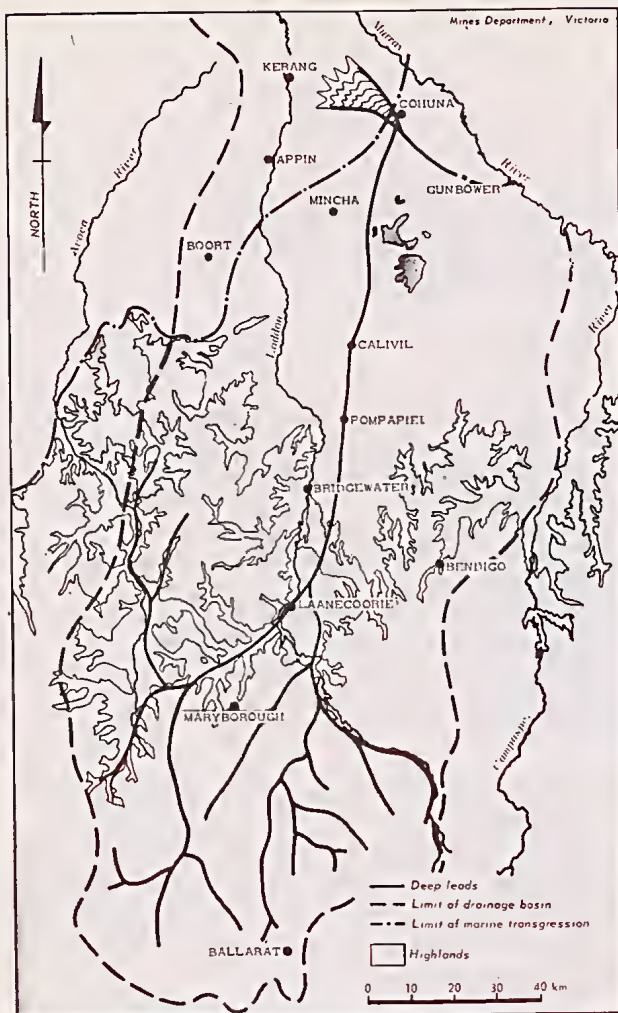 Mines Department, Victoria
Murray
KERANG
COHUNA
River
APPIN
River
GUNBOWER
MINCHA
NORTH
Avoca
BOORT
River
Loddon
CALIVIL
POMPAPIEL
BRIDGEWATER
BENDIGO
LAANECOORIE
MARYBOROUGH
Campaspe
Deep leads
Limit of drainage basin
Limit of marine transgression
BALLARAT
Highlands
0 10 20 30 40 km